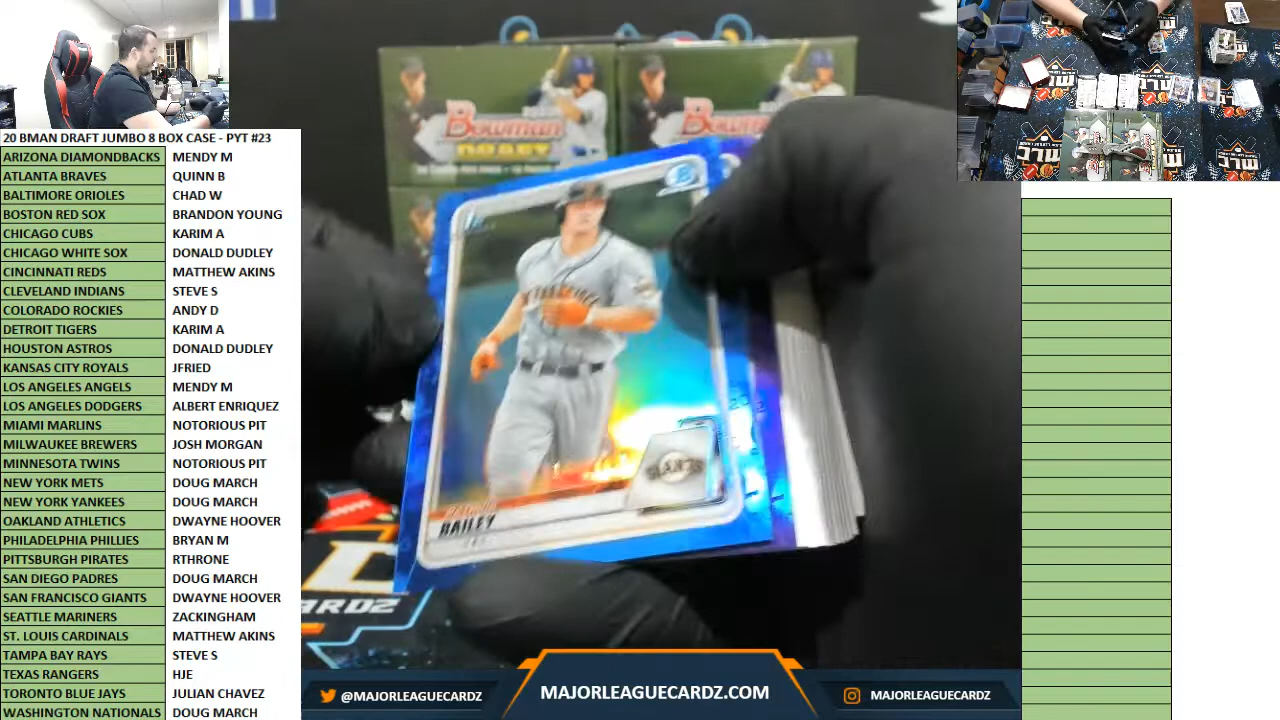 20 BMAN DRAFT JUMBO 8 BOX CASE - PYT #23
ARIZONA DIAMONDBACKS MENDY M
ATLANTA BRAVES QUINN B
BALTIMORE ORIOLES CHAD W
BOSTON RED SOX BRANDON YOUNG
CHICAGO CUBS KARIM A
CHICAGO WHITE SOX DONALD DUDLEY
CINCINNATI REDS MATTHEW AKINS
CLEVELAND INDIANS STEVE S
COLORADO ROCKIES ANDY D
DETROIT TIGERS KARIM A
HOUSTON ASTROS DONALD DUDLEY
KANSAS CITY ROYALS JFRIED
LOS ANGELES ANGELS MENDY M
LOS ANGELES DODGERS ALBERT ENRIQUEZ
MIAMI MARLINS NOTORIOUS PIT
MILWAUKEE BREWERS JOSH MORGAN
MINNESOTA TWINS NOTORIOUS PIT
NEW YORK METS DOUG MARCH
NEW YORK YANKEES DOUG MARCH
OAKLAND ATHLETICS DWAYNE HOOVER
PHILADELPHIA PHILLIES BRYAN M
PITTSBURGH PIRATES RTHRONE
SAN DIEGO PADRES DOUG MARCH
SAN FRANCISCO GIANTS DWAYNE HOOVER
SEATTLE MARINERS ZACKINGHAM
ST. LOUIS CARDINALS MATTHEW AKINS
TAMPA BAY RAYS STEVE S
TEXAS RANGERS HJE
TORONTO BLUE JAYS JULIAN CHAVEZ
WASHINGTON NATIONALS DOUG MARCH
Bowman Bowman
DRAFT
GIANTS
BAILEY
ARDZ
MLC
@MAJORLEAGUECARDZ
MAJORLEAGUECARDZ.COM
MAJORLEAGUECARDZ